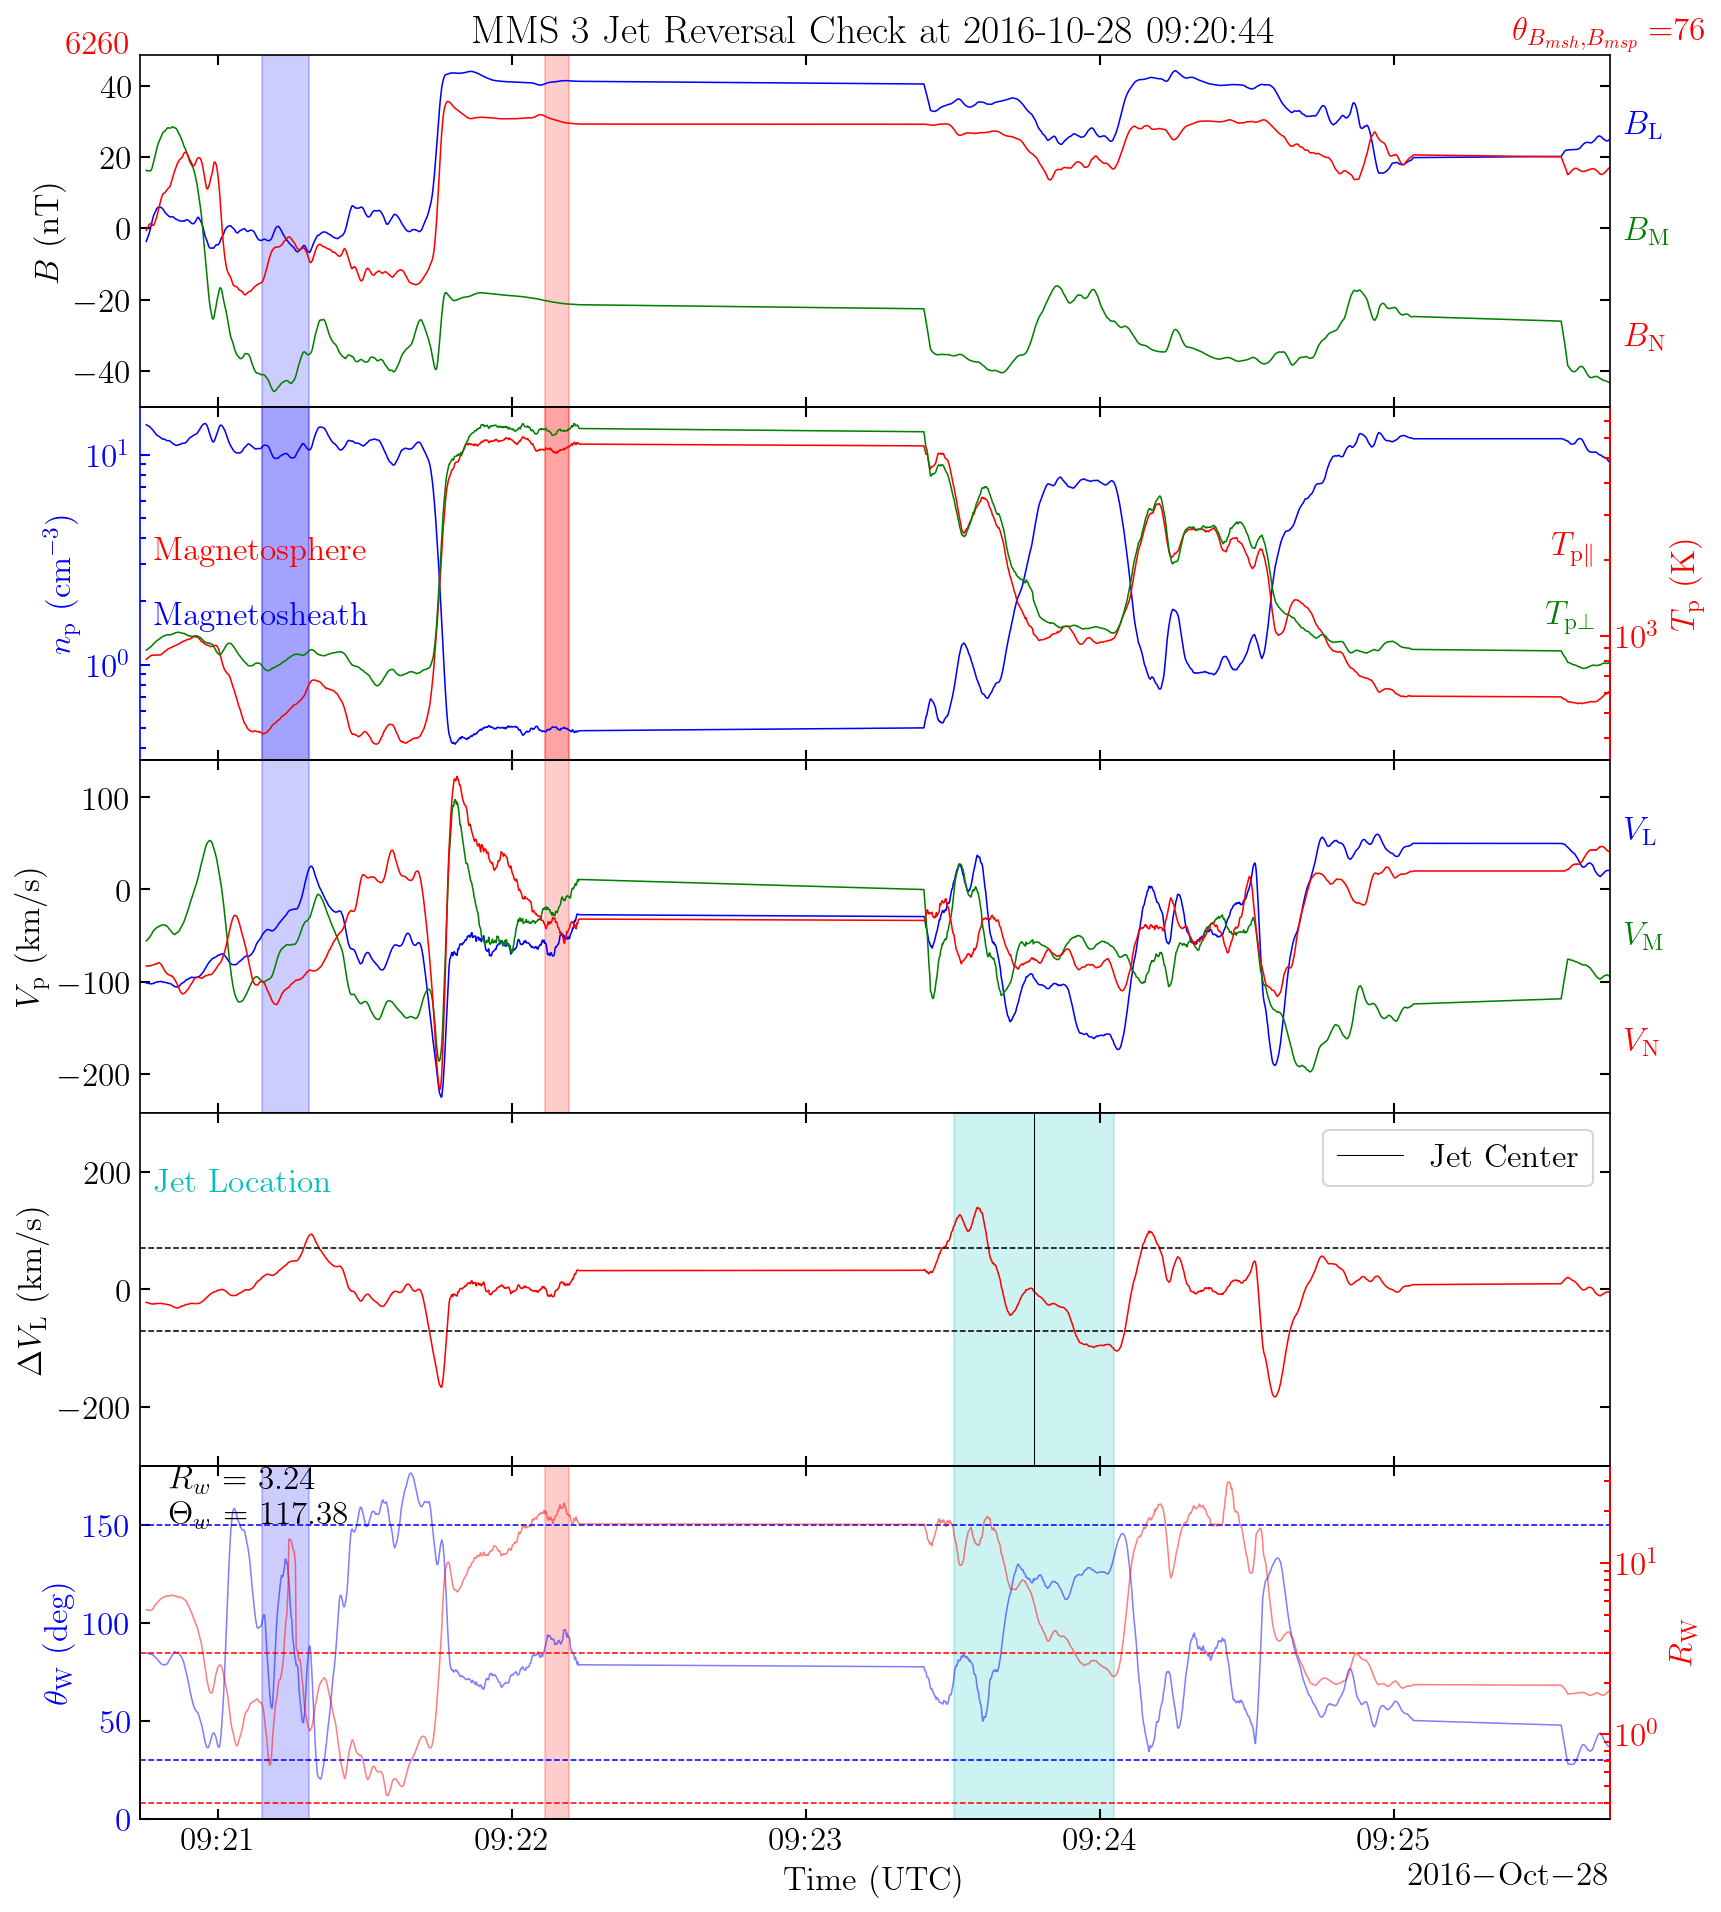 6260
MMS 3 Jet Reversal Check at 2016-10-28 09:20:44
θ_{B_{msh},B_{msp}} =76
B (nT)
40
20
0
−20
−40
B_L
B_M
B_N
n_p (cm^{−3})
10^1
10^0
Magnetosphere
Magnetosheath
T_{p∥}
T_{p⊥}
10^3
T_p (K)
V_p (km/s)
100
0
−100
−200
V_L
V_M
V_N
ΔV_L (km/s)
200
0
−200
Jet Location
Jet Center
θ_W (deg)
150
100
50
0
R_w = 3.24
Θ_w = 117.38
10^1
10^0
R_W
09:21 09:22 09:23 09:24 09:25
Time (UTC)
2016−Oct−28